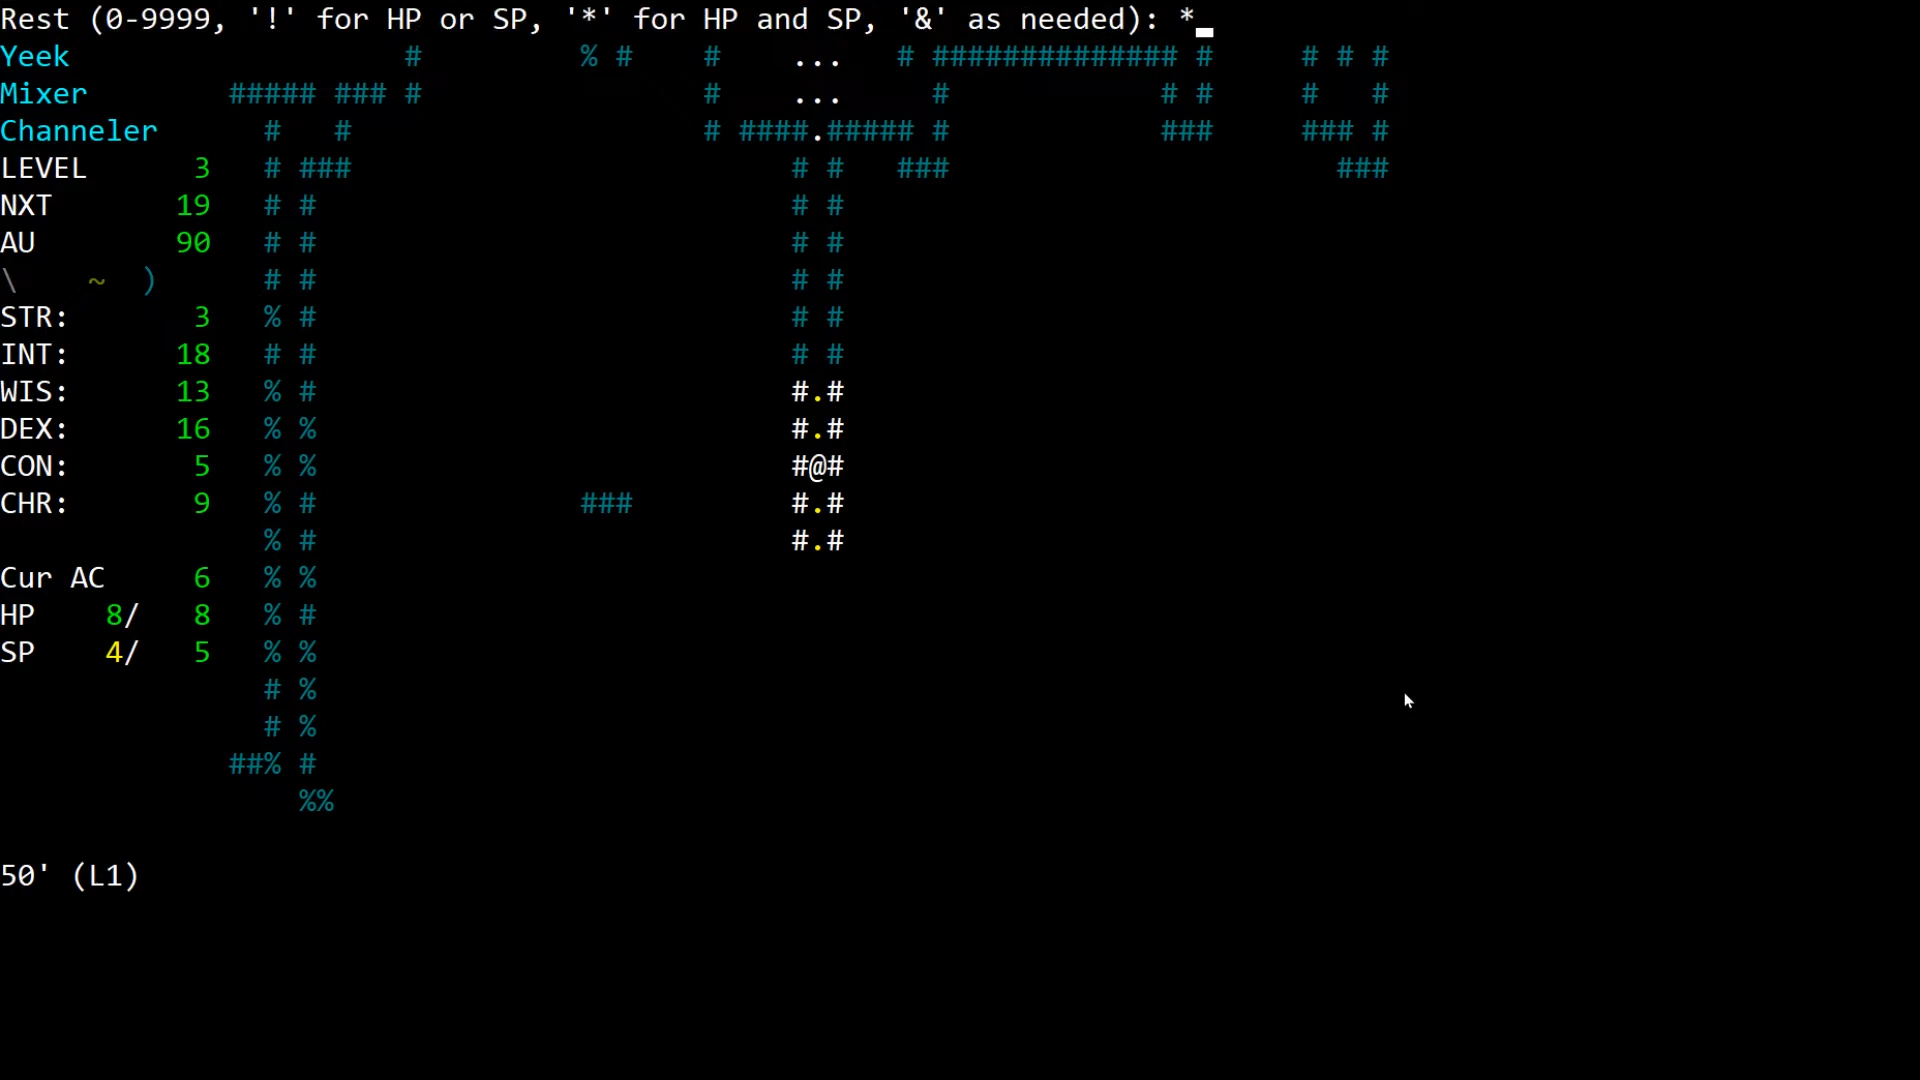 Rest (0-9999, '!' for HP or SP, '*' for HP and SP, '&' as needed): *
Yeek # % # # ... # ############## # # # #
Mixer ##### ### # # ... # # # # #
Channeler # # # ####.##### # ### ### #
LEVEL 3 # ### # # ### ###
NXT 19 # # # #
AU 90 # # # #
\ ~ ) # # # #
STR: 3 % # # #
INT: 18 # # # #
WIS: 13 % # #.#
DEX: 16 % % #.#
CON: 5 % % #@#
CHR: 9 % # ### #.#
% # #.#
Cur AC 6 % %
HP 8/ 8 % #
SP 4/ 5 % %
# %
# %
##% #
%%
50' (L1)